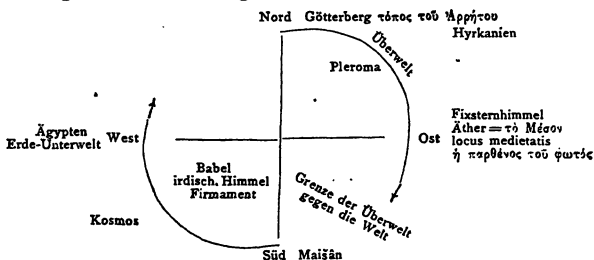 Nord Götterberg τόπος τοῦ Ἀρρήτου
Hyrkanien
Überwelt
Pleroma
Ägypten
Erde-Unterwelt
West
Ost
Fixsternhimmel
Äther = τὸ Μέσον
locus medietatis
ἡ παρθένος τοῦ φωτός
Babel
irdisch. Himmel
Firmament
Grenze der Überwelt
gegen die Welt
Kosmos
Süd Maišân